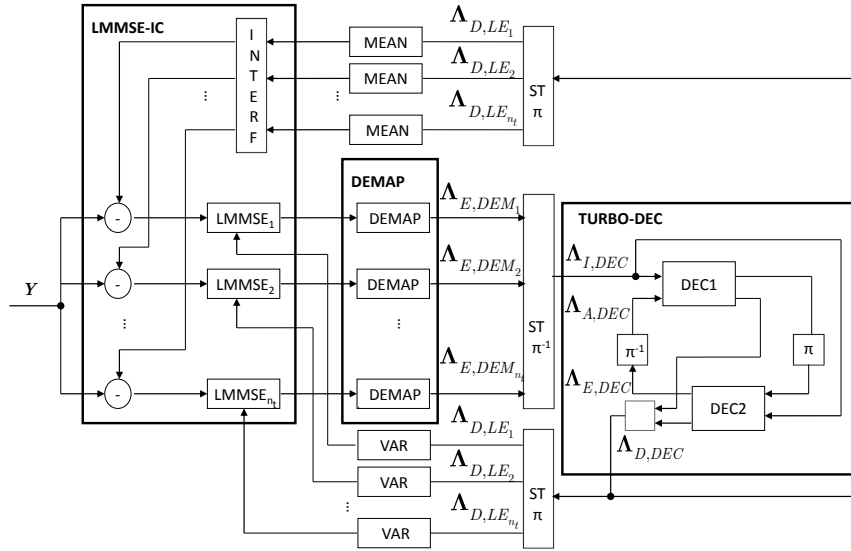 LMMSE-IC
INTERF
MEAN
Λ_{D,LE_1}
MEAN
Λ_{D,LE_2}
...
...
MEAN
Λ_{D,LE_{n_t}}
ST
π
DEMAP
-
LMMSE_1
DEMAP
Λ_{E,DEM_1}
-
LMMSE_2
DEMAP
Λ_{E,DEM_2}
Y
...
...
-
LMMSE_{n_t}
DEMAP
Λ_{E,DEM_{n_t}}
ST
π^{-1}
TURBO-DEC
Λ_{I,DEC}
DEC1
Λ_{A,DEC}
π^{-1}
π
Λ_{E,DEC}
DEC2
Λ_{D,DEC}
VAR
Λ_{D,LE_1}
VAR
Λ_{D,LE_2}
...
VAR
Λ_{D,LE_{n_t}}
ST
π